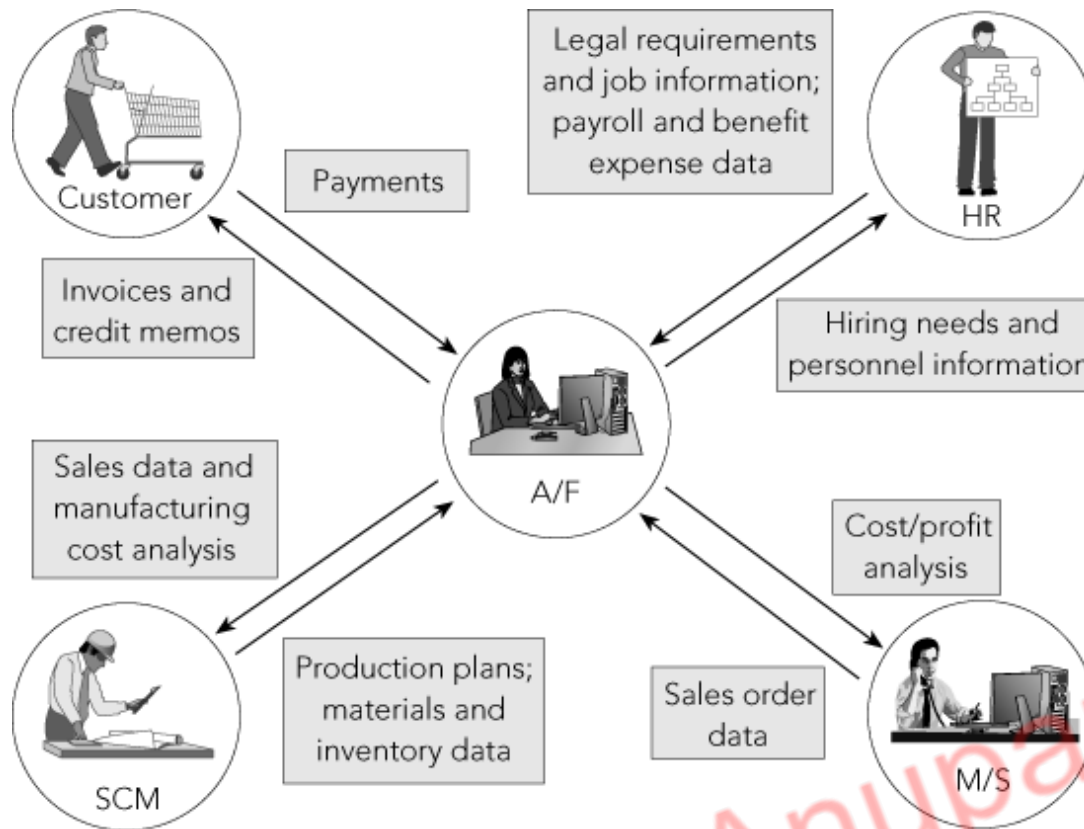 Customer
Payments
Invoices and
credit memos
Legal requirements
and job information;
payroll and benefit
expense data
HR
Hiring needs and
personnel information
A/F
Sales data and
manufacturing
cost analysis
SCM
Production plans;
materials and
inventory data
Cost/profit
analysis
Sales order
data
M/S